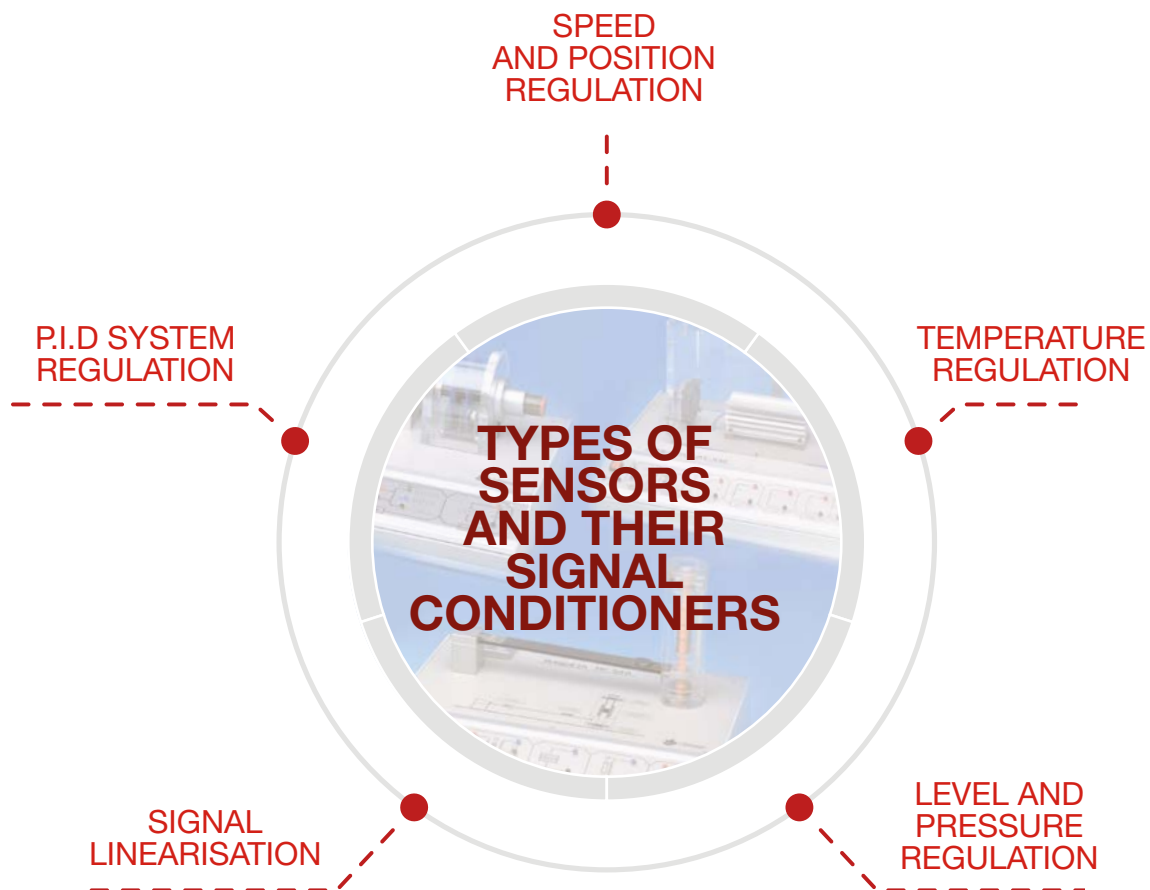 SPEED
AND POSITION
REGULATION
P.I.D SYSTEM
REGULATION
TEMPERATURE
REGULATION
TYPES OF
SENSORS
AND THEIR
SIGNAL
CONDITIONERS
SIGNAL
LINEARISATION
LEVEL AND
PRESSURE
REGULATION